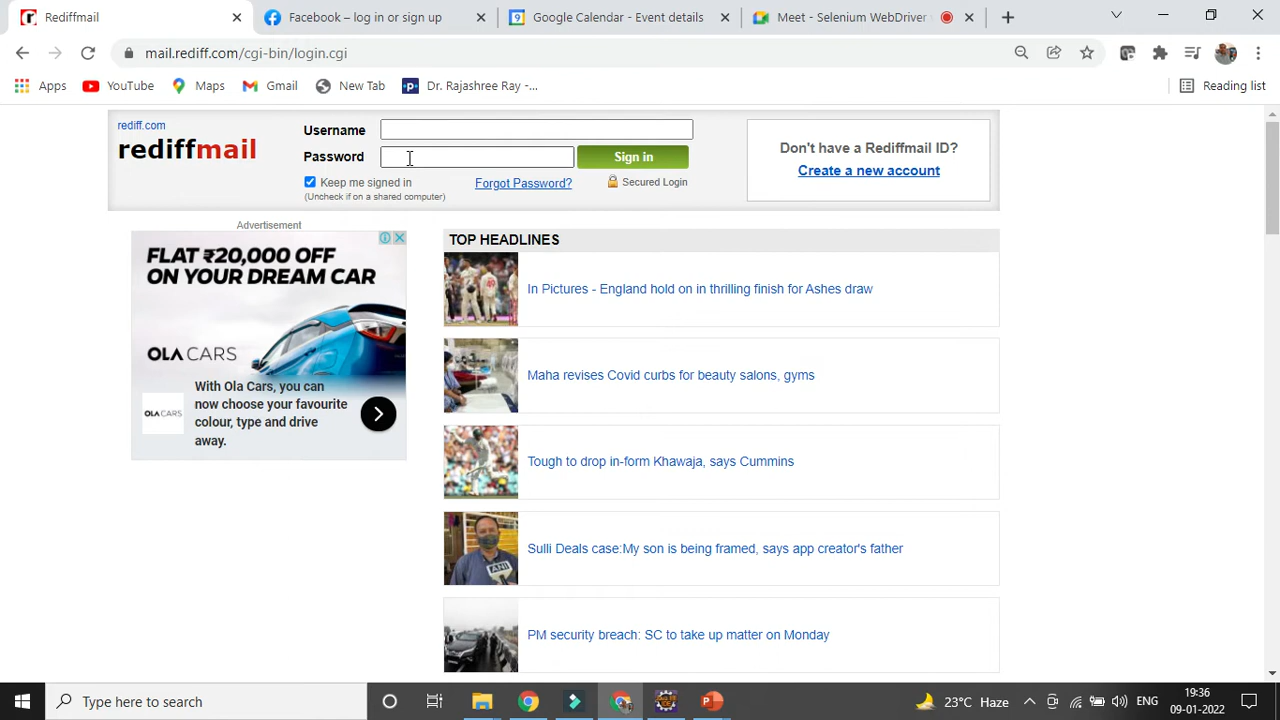 Rediffmail
Facebook – log in or sign up
Google Calendar - Event details
Meet - Selenium WebDriver
mail.rediff.com/cgi-bin/login.cgi
Apps
YouTube
Maps
Gmail
New Tab
Dr. Rajashree Ray -...
Reading list
rediff.com
rediffmail
Username
Password
Sign in
Keep me signed in
(Uncheck if on a shared computer)
Forgot Password?
Secured Login
Don't have a Rediffmail ID?
Create a new account
Advertisement
FLAT ₹20,000 OFF
ON YOUR DREAM CAR
OLA CARS
OLA CARS
With Ola Cars, you can
now choose your favourite
colour, type and drive
away.
TOP HEADLINES
In Pictures - England hold on in thrilling finish for Ashes draw
Maha revises Covid curbs for beauty salons, gyms
Tough to drop in-form Khawaja, says Cummins
Sulli Deals case:My son is being framed, says app creator's father
ANI
PM security breach: SC to take up matter on Monday
Type here to search
23°C Haze
ENG
19:36
09-01-2022